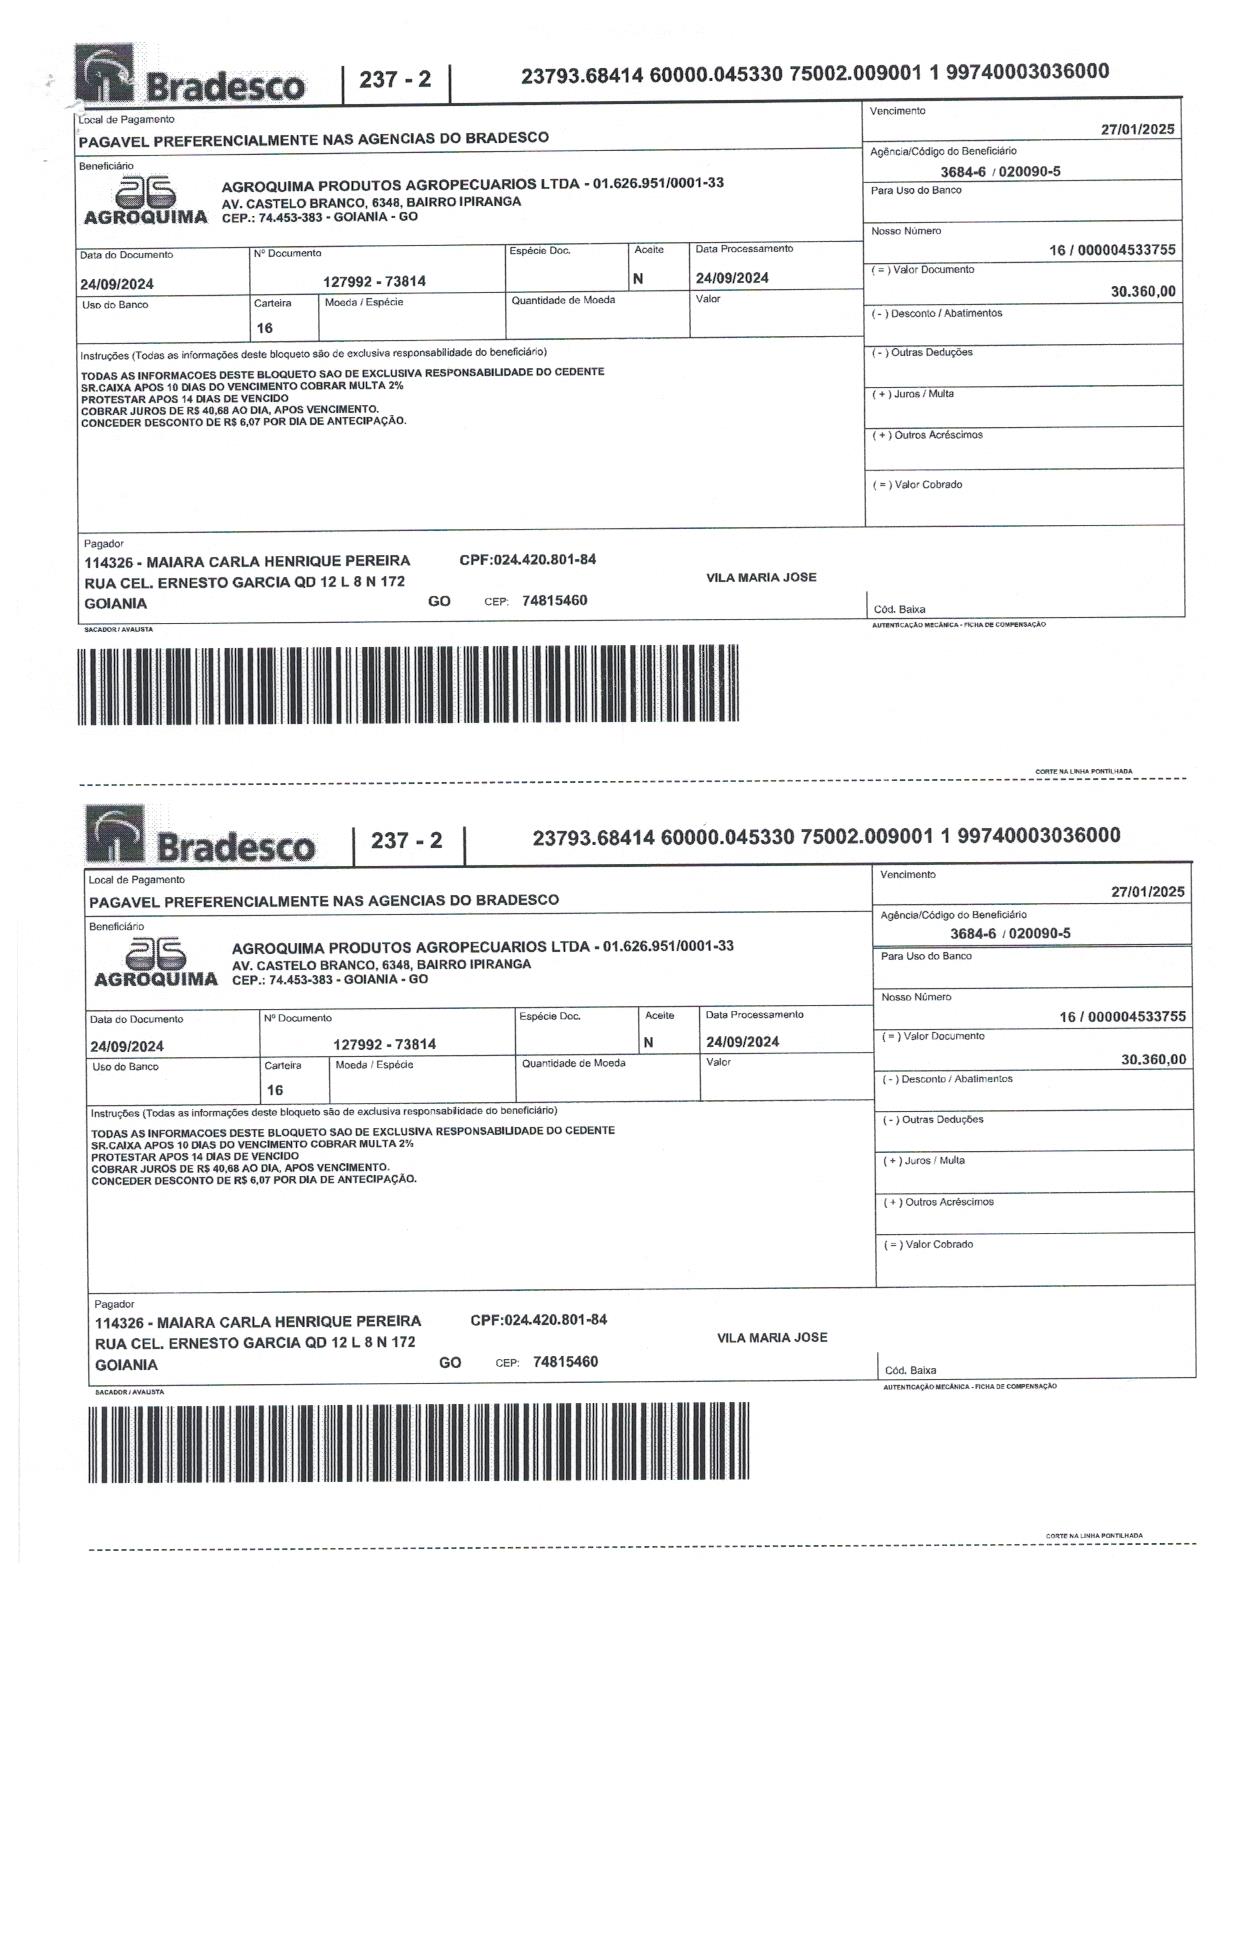 Bradesco
237 - 2
23793.68414 60000.045330 75002.009001 1 99740003036000
Local de Pagamento
PAGAVEL PREFERENCIALMENTE NAS AGENCIAS DO BRADESCO
Vencimento
27/01/2025
Beneficiário
AGROQUIMA
AGROQUIMA PRODUTOS AGROPECUARIOS LTDA - 01.626.951/0001-33
AV. CASTELO BRANCO, 6348, BAIRRO IPIRANGA
CEP.: 74.453-383 - GOIANIA - GO
Agência/Código do Beneficiário
3684-6 / 020090-5
Para Uso do Banco
Nosso Número
16 / 000004533755
Data do Documento
24/09/2024
Nº Documento
127992 - 73814
Espécie Doc.
Aceite
N
Data Processamento
24/09/2024
( = ) Valor Documento
30.360,00
Uso do Banco
Carteira
16
Moeda / Espécie
Quantidade de Moeda
Valor
( - ) Desconto / Abatimentos
Instruções (Todas as informações deste bloqueto são de exclusiva responsabilidade do beneficiário)
TODAS AS INFORMACOES DESTE BLOQUETO SAO DE EXCLUSIVA RESPONSABILIDADE DO CEDENTE
SR.CAIXA APOS 10 DIAS DO VENCIMENTO COBRAR MULTA 2%
PROTESTAR APOS 14 DIAS DE VENCIDO
COBRAR JUROS DE R$ 40,68 AO DIA, APOS VENCIMENTO.
CONCEDER DESCONTO DE R$ 6,07 POR DIA DE ANTECIPAÇÃO.
( - ) Outras Deduções
( + ) Juros / Multa
( + ) Outros Acréscimos
( = ) Valor Cobrado
Pagador
114326 - MAIARA CARLA HENRIQUE PEREIRA CPF:024.420.801-84
RUA CEL. ERNESTO GARCIA QD 12 L 8 N 172 VILA MARIA JOSE
GOIANIA GO CEP: 74815460
Cód. Baixa
SACADOR / AVALISTA
AUTENTICAÇÃO MECÂNICA - FICHA DE COMPENSAÇÃO
CORTE NA LINHA PONTILHADA
Bradesco
237 - 2
23793.68414 60000.045330 75002.009001 1 99740003036000
Local de Pagamento
PAGAVEL PREFERENCIALMENTE NAS AGENCIAS DO BRADESCO
Vencimento
27/01/2025
Beneficiário
AGROQUIMA
AGROQUIMA PRODUTOS AGROPECUARIOS LTDA - 01.626.951/0001-33
AV. CASTELO BRANCO, 6348, BAIRRO IPIRANGA
CEP.: 74.453-383 - GOIANIA - GO
Agência/Código do Beneficiário
3684-6 / 020090-5
Para Uso do Banco
Nosso Número
16 / 000004533755
Data do Documento
24/09/2024
Nº Documento
127992 - 73814
Espécie Doc.
Aceite
N
Data Processamento
24/09/2024
( = ) Valor Documento
30.360,00
Uso do Banco
Carteira
16
Moeda / Espécie
Quantidade de Moeda
Valor
( - ) Desconto / Abatimentos
Instruções (Todas as informações deste bloqueto são de exclusiva responsabilidade do beneficiário)
TODAS AS INFORMACOES DESTE BLOQUETO SAO DE EXCLUSIVA RESPONSABILIDADE DO CEDENTE
SR.CAIXA APOS 10 DIAS DO VENCIMENTO COBRAR MULTA 2%
PROTESTAR APOS 14 DIAS DE VENCIDO
COBRAR JUROS DE R$ 40,68 AO DIA, APOS VENCIMENTO.
CONCEDER DESCONTO DE R$ 6,07 POR DIA DE ANTECIPAÇÃO.
( - ) Outras Deduções
( + ) Juros / Multa
( + ) Outros Acréscimos
( = ) Valor Cobrado
Pagador
114326 - MAIARA CARLA HENRIQUE PEREIRA CPF:024.420.801-84
RUA CEL. ERNESTO GARCIA QD 12 L 8 N 172 VILA MARIA JOSE
GOIANIA GO CEP: 74815460
Cód. Baixa
SACADOR / AVALISTA
AUTENTICAÇÃO MECÂNICA - FICHA DE COMPENSAÇÃO
CORTE NA LINHA PONTILHADA